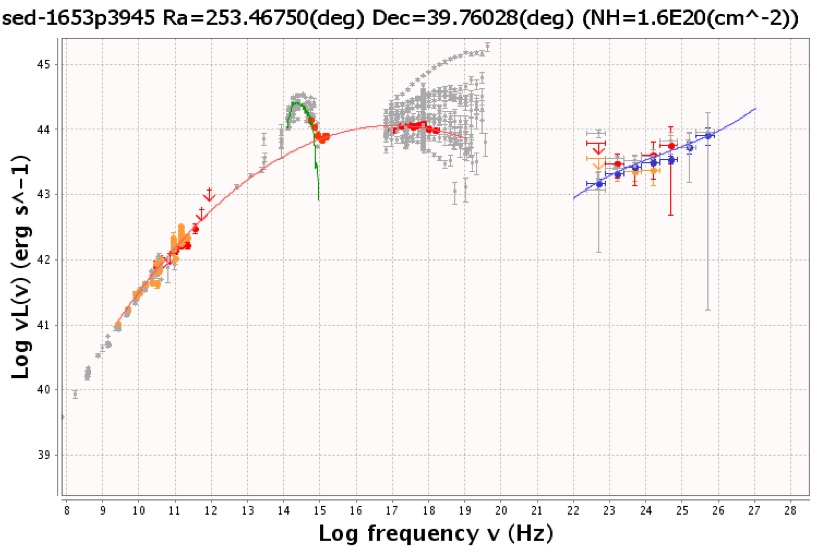 sed-1653p3945 Ra=253.46750(deg) Dec=39.76028(deg) (NH=1.6E20(cm^-2))
Log νL(ν) (erg s^-1)
45
44
43
42
41
40
39
8 9 10 11 12 13 14 15 16 17 18 19 20 21 22 23 24 25 26 27 28
Log frequency ν (Hz)